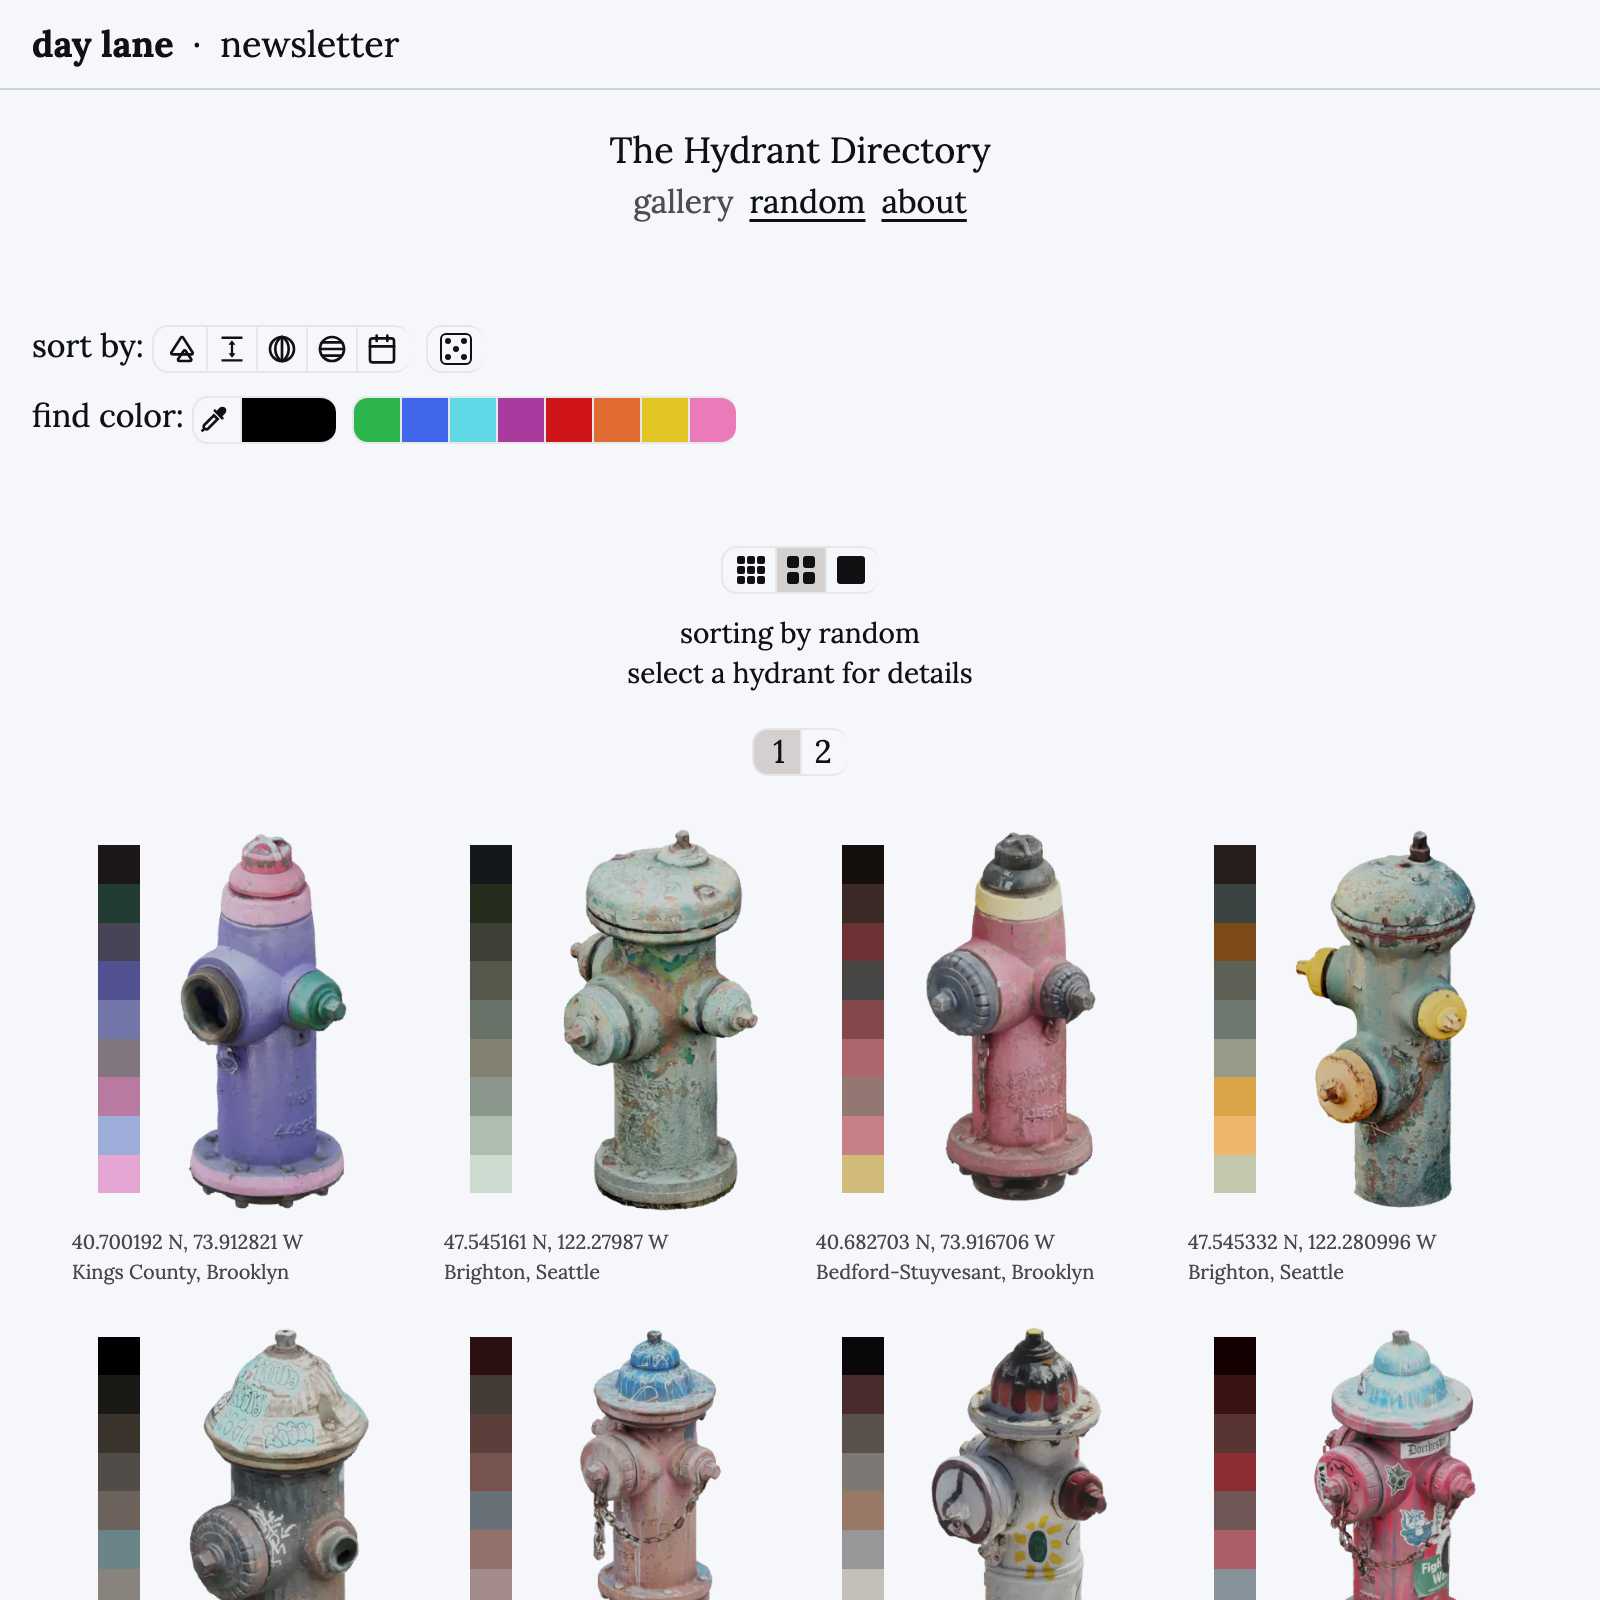 day lane · newsletter
The Hydrant Directory
gallery random about
sort by:
find color:
sorting by random
select a hydrant for details
1 2
40.700192 N, 73.912821 W
Kings County, Brooklyn
47.545161 N, 122.27987 W
Brighton, Seattle
40.682703 N, 73.916706 W
Bedford-Stuyvesant, Brooklyn
47.545332 N, 122.280996 W
Brighton, Seattle